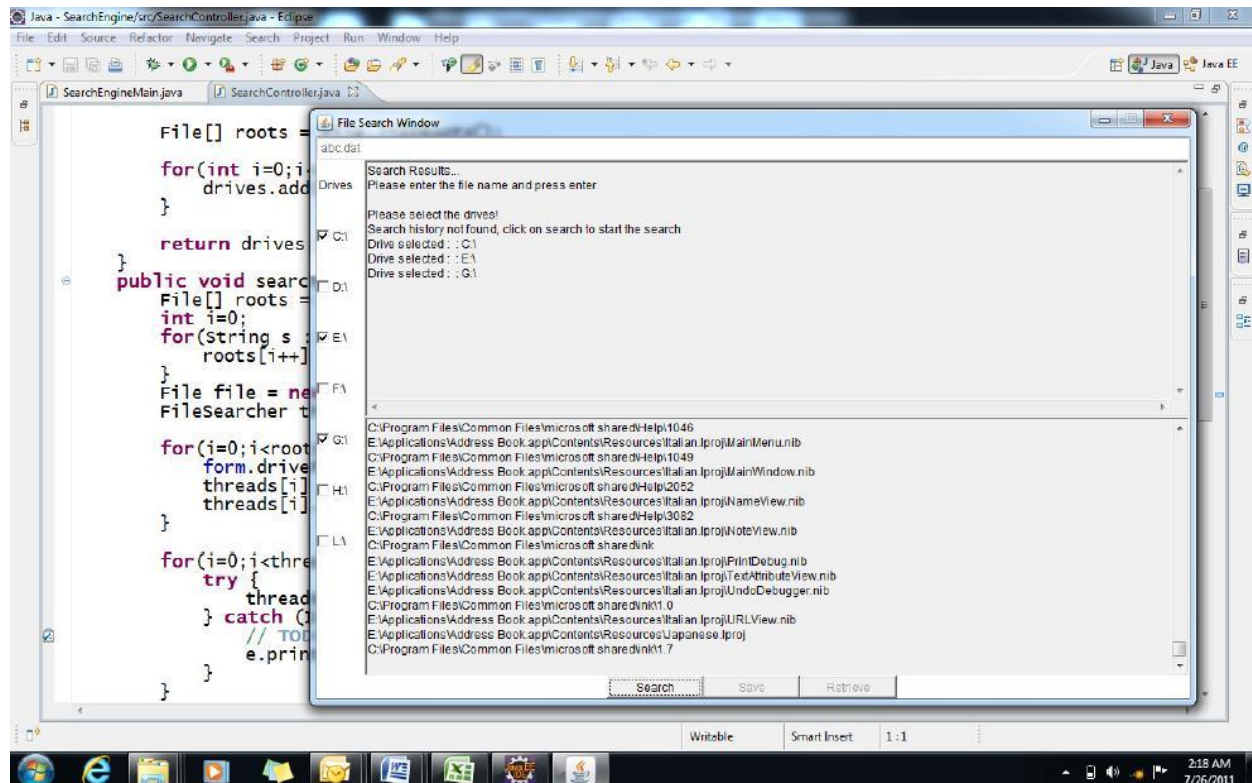 Java - SearchEngine/src/SearchController.java - Eclipse
File Edit Source Refactor Navigate Search Project Run Window Help
Java Java EE
SearchEngineMain.java SearchController.java
File[] roots =
for(int i=0;i
drives.add
}
return drives
}
public void searc
File[] roots =
int i=0;
for(String s :
roots[i++]
}
File file = ne
FileSearcher t
for(i=0;i<root
form.drive
threads[i]
threads[i]
}
for(i=0;i<thre
try {
thread
} catch (I
// TOD
e.prin
}
}
File Search Window
abc.dat
Drives
C:\
D:\
E:\
F:\
G:\
H:\
L:\
Search Results...
Please enter the file name and press enter
Please select the drives!
Search history not found, click on search to start the search
Drive selected : : C:\
Drive selected : : E:\
Drive selected : : G:\
C:\Program Files\Common Files\microsoft shared\Help\1046
E:\Applications\Address Book.app\Contents\Resources\Italian.lproj\MainMenu.nib
C:\Program Files\Common Files\microsoft shared\Help\1049
E:\Applications\Address Book.app\Contents\Resources\Italian.lproj\MainWindow.nib
C:\Program Files\Common Files\microsoft shared\Help\2052
E:\Applications\Address Book.app\Contents\Resources\Italian.lproj\NameView.nib
C:\Program Files\Common Files\microsoft shared\Help\3082
E:\Applications\Address Book.app\Contents\Resources\Italian.lproj\NoteView.nib
C:\Program Files\Common Files\microsoft shared\ink
E:\Applications\Address Book.app\Contents\Resources\Italian.lproj\PrintDebug.nib
E:\Applications\Address Book.app\Contents\Resources\Italian.lproj\TextAttributeView.nib
E:\Applications\Address Book.app\Contents\Resources\Italian.lproj\UndoDebugger.nib
C:\Program Files\Common Files\microsoft shared\ink\1.0
E:\Applications\Address Book.app\Contents\Resources\Italian.lproj\URLView.nib
E:\Applications\Address Book.app\Contents\Resources\Japanese.lproj
C:\Program Files\Common Files\microsoft shared\ink\1.7
Search Save Retrieve
Writable Smart Insert 1 : 1
2:18 AM
7/26/2011